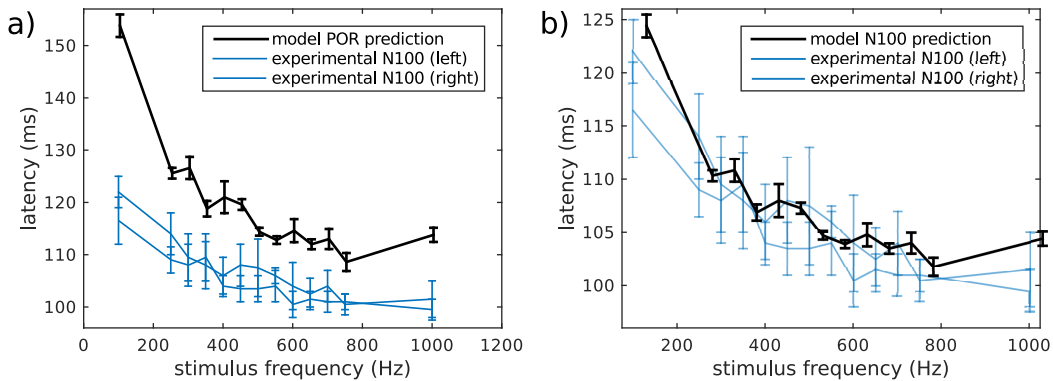 a)
model POR prediction
experimental N100 (left)
experimental N100 (right)
150
140
130
120
110
100
latency (ms)
0 200 400 600 800 1000 1200
stimulus frequency (Hz)
b)
model N100 prediction
experimental N100 (left)
experimental N100 (right)
125
120
115
110
105
100
latency (ms)
200 400 600 800 1000
stimulus frequency (Hz)